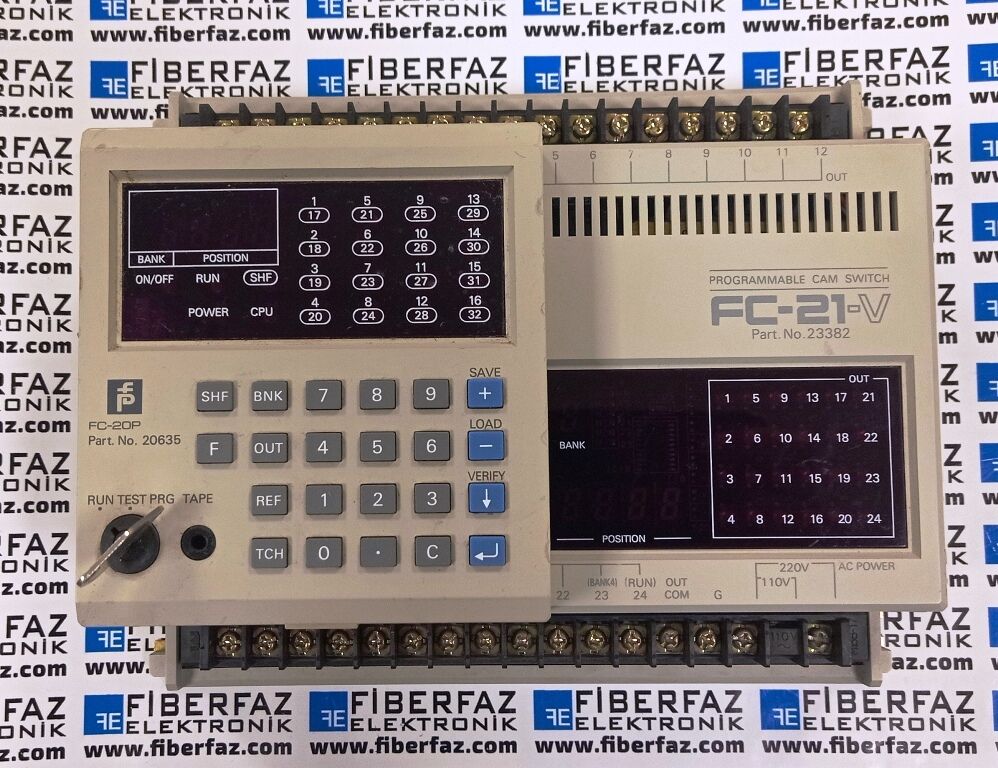 FİBERFAZ
ELEKTRONİK
www.fiberfaz.com
5 6 7 8 9 10 11 12
OUT
PROGRAMMABLE CAM SWITCH
FC-21-V
Part. No. 23382
BANK POSITION
ON/OFF RUN SHF
POWER CPU
1 5 9 13
17 21 25 29
2 6 10 14
18 22 26 30
3 7 11 15
19 23 27 31
4 8 12 16
20 24 28 32
fp
FC-20P
Part. No. 20635
RUN TEST PRG TAPE
SAVE
SHF BNK 7 8 9 +
LOAD
F OUT 4 5 6 −
VERIFY
REF 1 2 3 ↓
TCH 0 · C ↵
OUT
1 5 9 13 17 21
2 6 10 14 18 22
3 7 11 15 19 23
4 8 12 16 20 24
BANK
POSITION
22 (BANK4) 23 (RUN) 24 OUT COM G 110V 220V AC POWER
110V